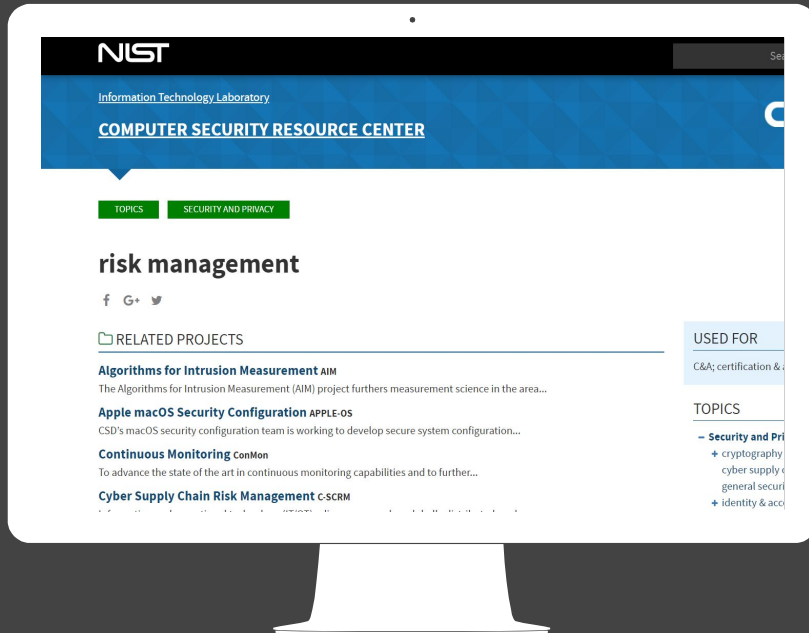 NIST
Information Technology Laboratory
COMPUTER SECURITY RESOURCE CENTER
TOPICS
SECURITY AND PRIVACY
risk management
f G+
RELATED PROJECTS
Algorithms for Intrusion Measurement AIM
The Algorithms for Intrusion Measurement (AIM) project furthers measurement science in the area...
Apple macOS Security Configuration APPLE-OS
CSD's macOS security configuration team is working to develop secure system configuration...
Continuous Monitoring ConMon
To advance the state of the art in continuous monitoring capabilities and to further...
Cyber Supply Chain Risk Management C-SCRM
USED FOR
C&A; certification &
TOPICS
− Security and
+ cryptography
cyber supply
general
+ identity &